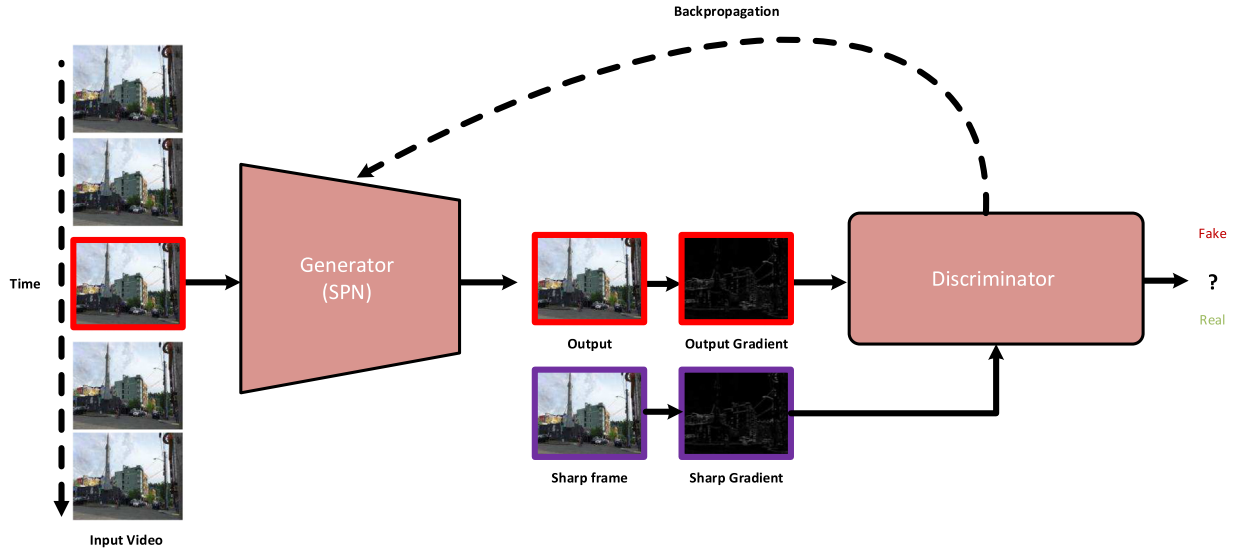 Backpropagation
Time
Generator
(SPN)
Discriminator
Fake
?
Real
Output
Output Gradient
Sharp frame
Sharp Gradient
Input Video